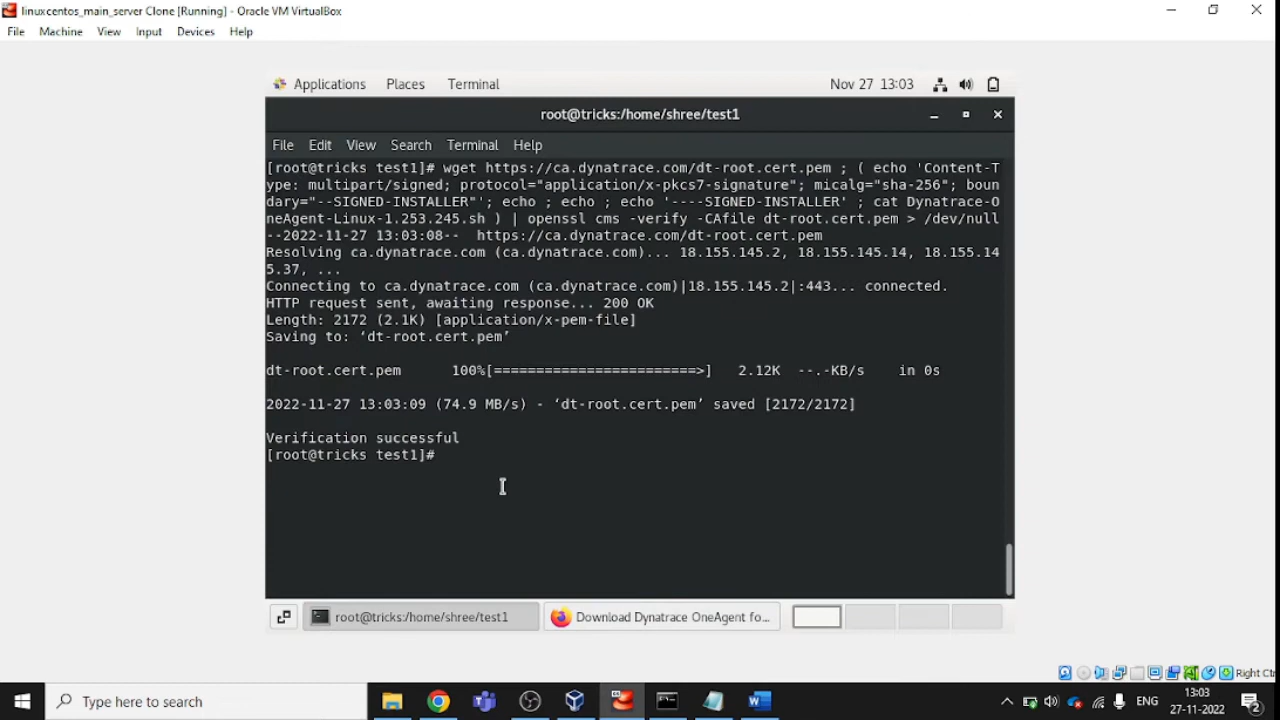 linuxcentos_main_server Clone [Running] - Oracle VM VirtualBox
File Machine View Input Devices Help
Applications Places Terminal Nov 27 13:03
root@tricks:/home/shree/test1
File Edit View Search Terminal Help
[root@tricks test1]# wget https://ca.dynatrace.com/dt-root.cert.pem ; ( echo 'Content-T
ype: multipart/signed; protocol="application/x-pkcs7-signature"; micalg="sha-256"; boun
dary="--SIGNED-INSTALLER"'; echo ; echo ; echo '----SIGNED-INSTALLER' ; cat Dynatrace-O
neAgent-Linux-1.253.245.sh ) | openssl cms -verify -CAfile dt-root.cert.pem > /dev/null
--2022-11-27 13:03:08--  https://ca.dynatrace.com/dt-root.cert.pem
Resolving ca.dynatrace.com (ca.dynatrace.com)... 18.155.145.2, 18.155.145.14, 18.155.14
5.37, ...
Connecting to ca.dynatrace.com (ca.dynatrace.com)|18.155.145.2|:443... connected.
HTTP request sent, awaiting response... 200 OK
Length: 2172 (2.1K) [application/x-pem-file]
Saving to: ‘dt-root.cert.pem’
dt-root.cert.pem 100%[========================>] 2.12K --.-KB/s in 0s
2022-11-27 13:03:09 (74.9 MB/s) - ‘dt-root.cert.pem’ saved [2172/2172]
Verification successful
[root@tricks test1]#
root@tricks:/home/shree/test1 Download Dynatrace OneAgent fo...
Right Ct
Type here to search ENG 13:03
27-11-2022 2